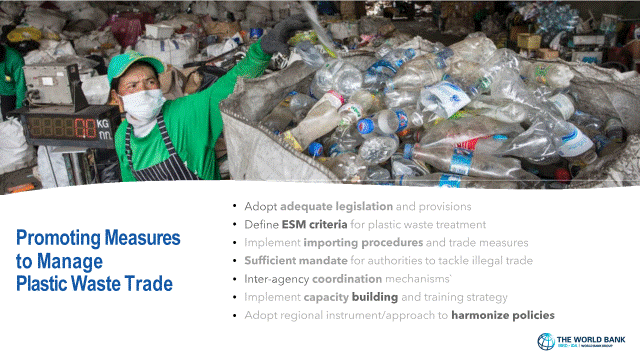 KG
Promoting Measures
to Manage
Plastic Waste Trade
• Adopt adequate legislation and provisions
• Define ESM criteria for plastic waste treatment
• Implement importing procedures and trade measures
• Sufficient mandate for authorities to tackle illegal trade
• Inter-agency coordination mechanisms'
• Implement capacity building and training strategy
• Adopt regional instrument/approach to harmonize policies
THE WORLD BANK
IBRD • IDA | WORLD BANK GROUP